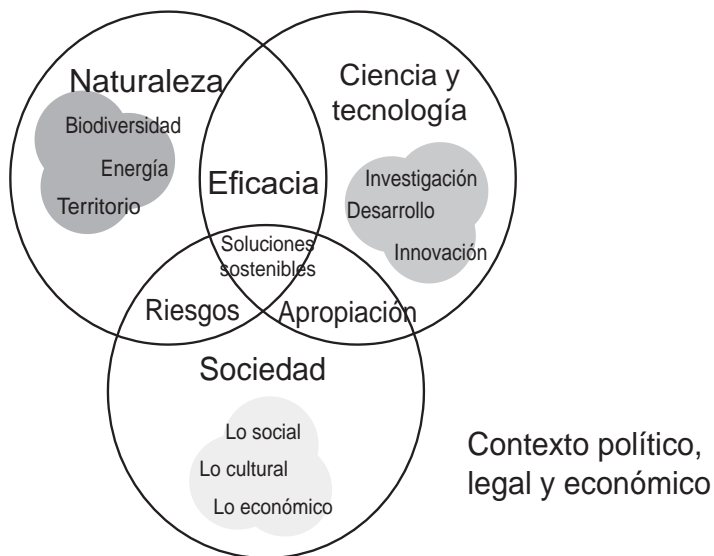 Naturaleza
Biodiversidad
Energía
Territorio
Ciencia y
tecnología
Investigación
Desarrollo
Innovación
Eficacia
Soluciones
sostenibles
Riesgos
Apropiación
Sociedad
Lo social
Lo cultural
Lo económico
Contexto político,
legal y económico